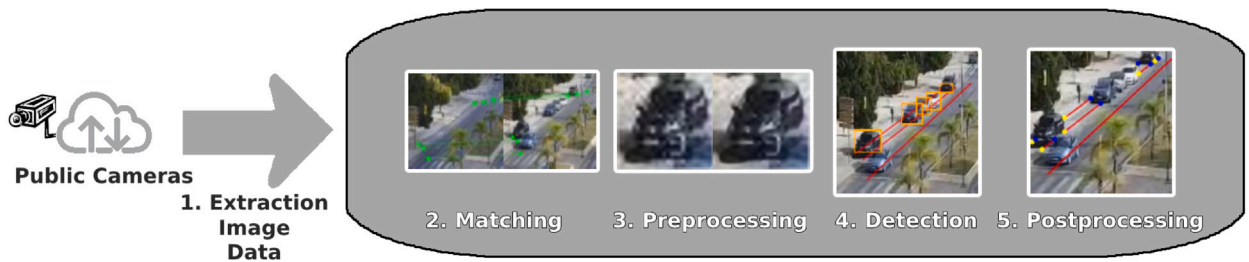 Public Cameras
1. Extraction
Image
Data
2. Matching
3. Preprocessing
4. Detection
5. Postprocessing